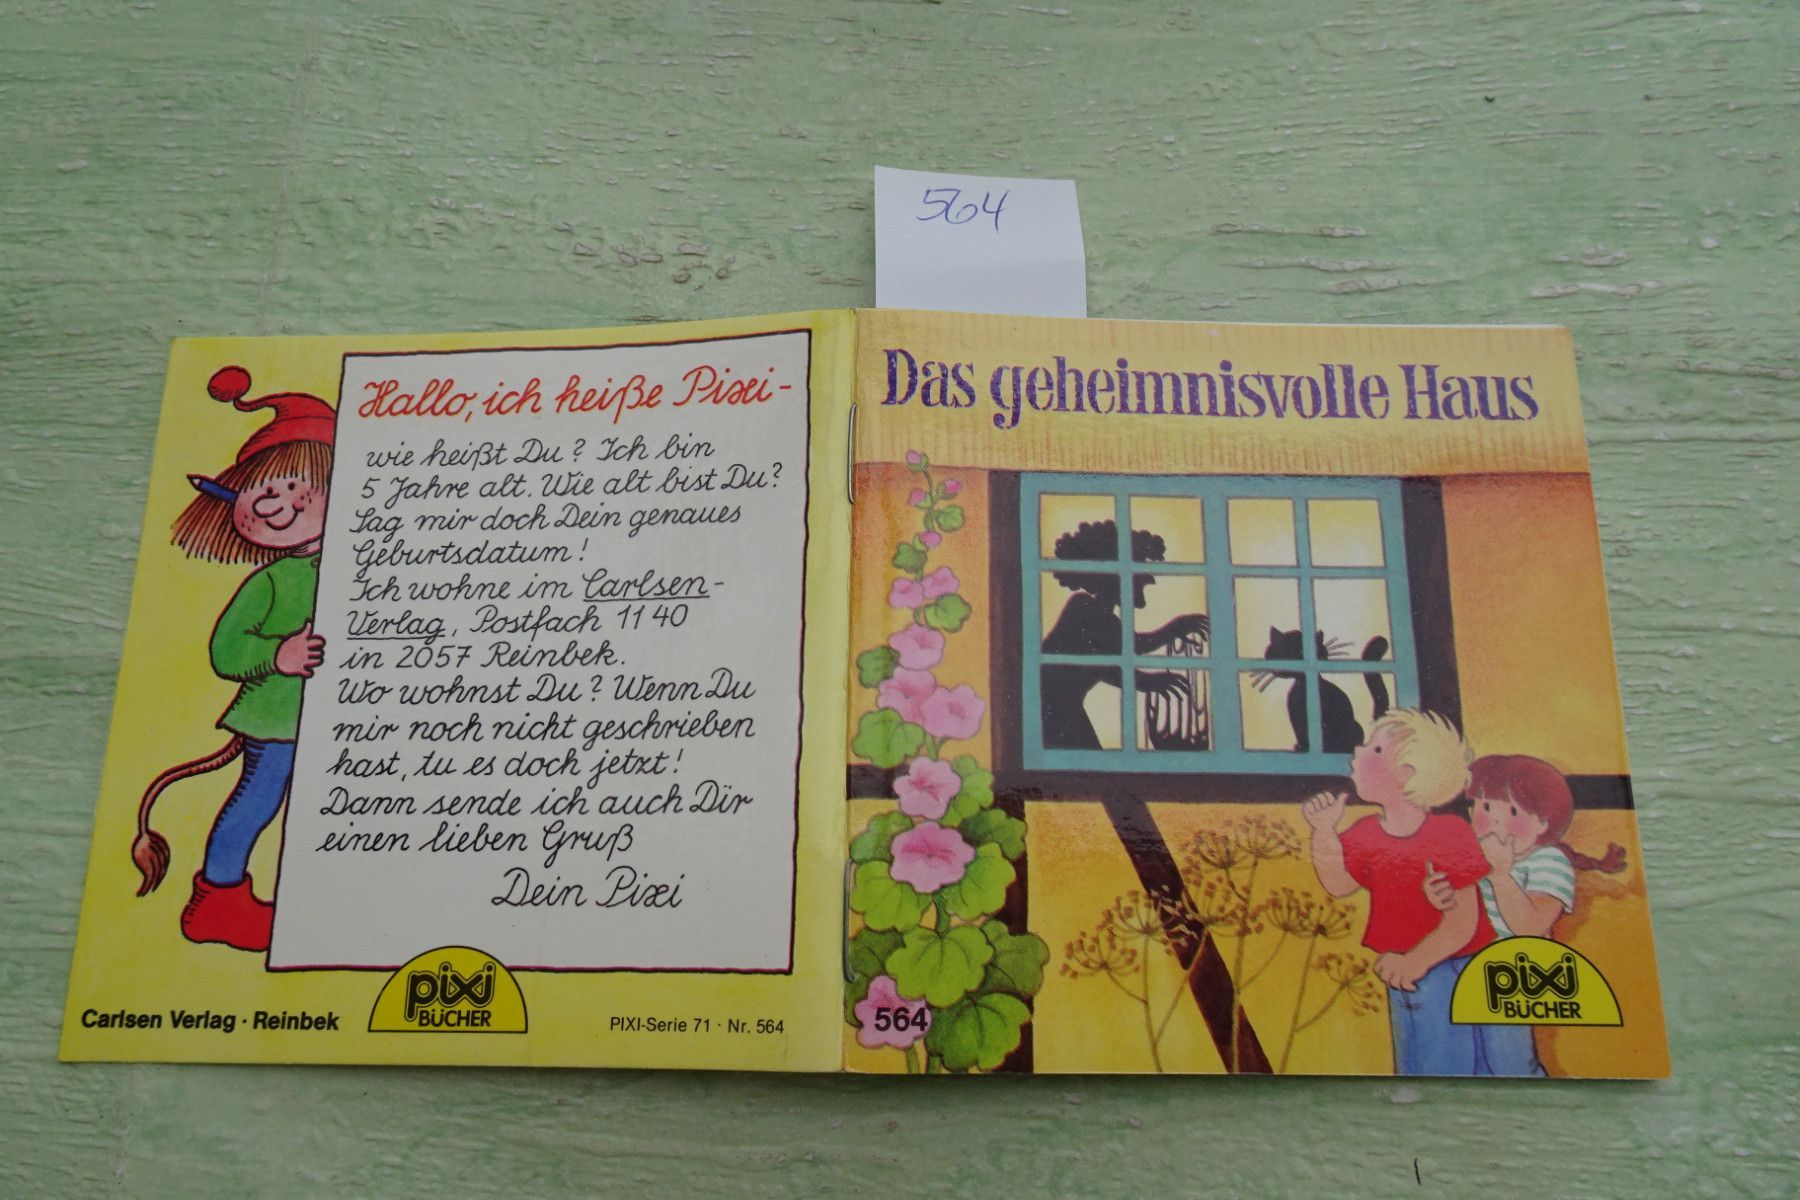 564
Hallo, ich heiße Pixi-
wie heißt Du? Ich bin
5 Jahre alt. Wie alt bist Du?
Sag mir doch Dein genaues
Geburtsdatum!
Ich wohne im Carlsen-
Verlag, Postfach 11 40
in 2057 Reinbek.
Wo wohnst Du? Wenn Du
mir noch nicht geschrieben
hast, tu es doch jetzt!
Dann sende ich auch Dir
einen lieben Gruß
Dein Pixi
pixi
BÜCHER
Carlsen Verlag · Reinbek
PIXI-Serie 71 · Nr. 564
Das geheimnisvolle Haus
564
pixi
BÜCHER